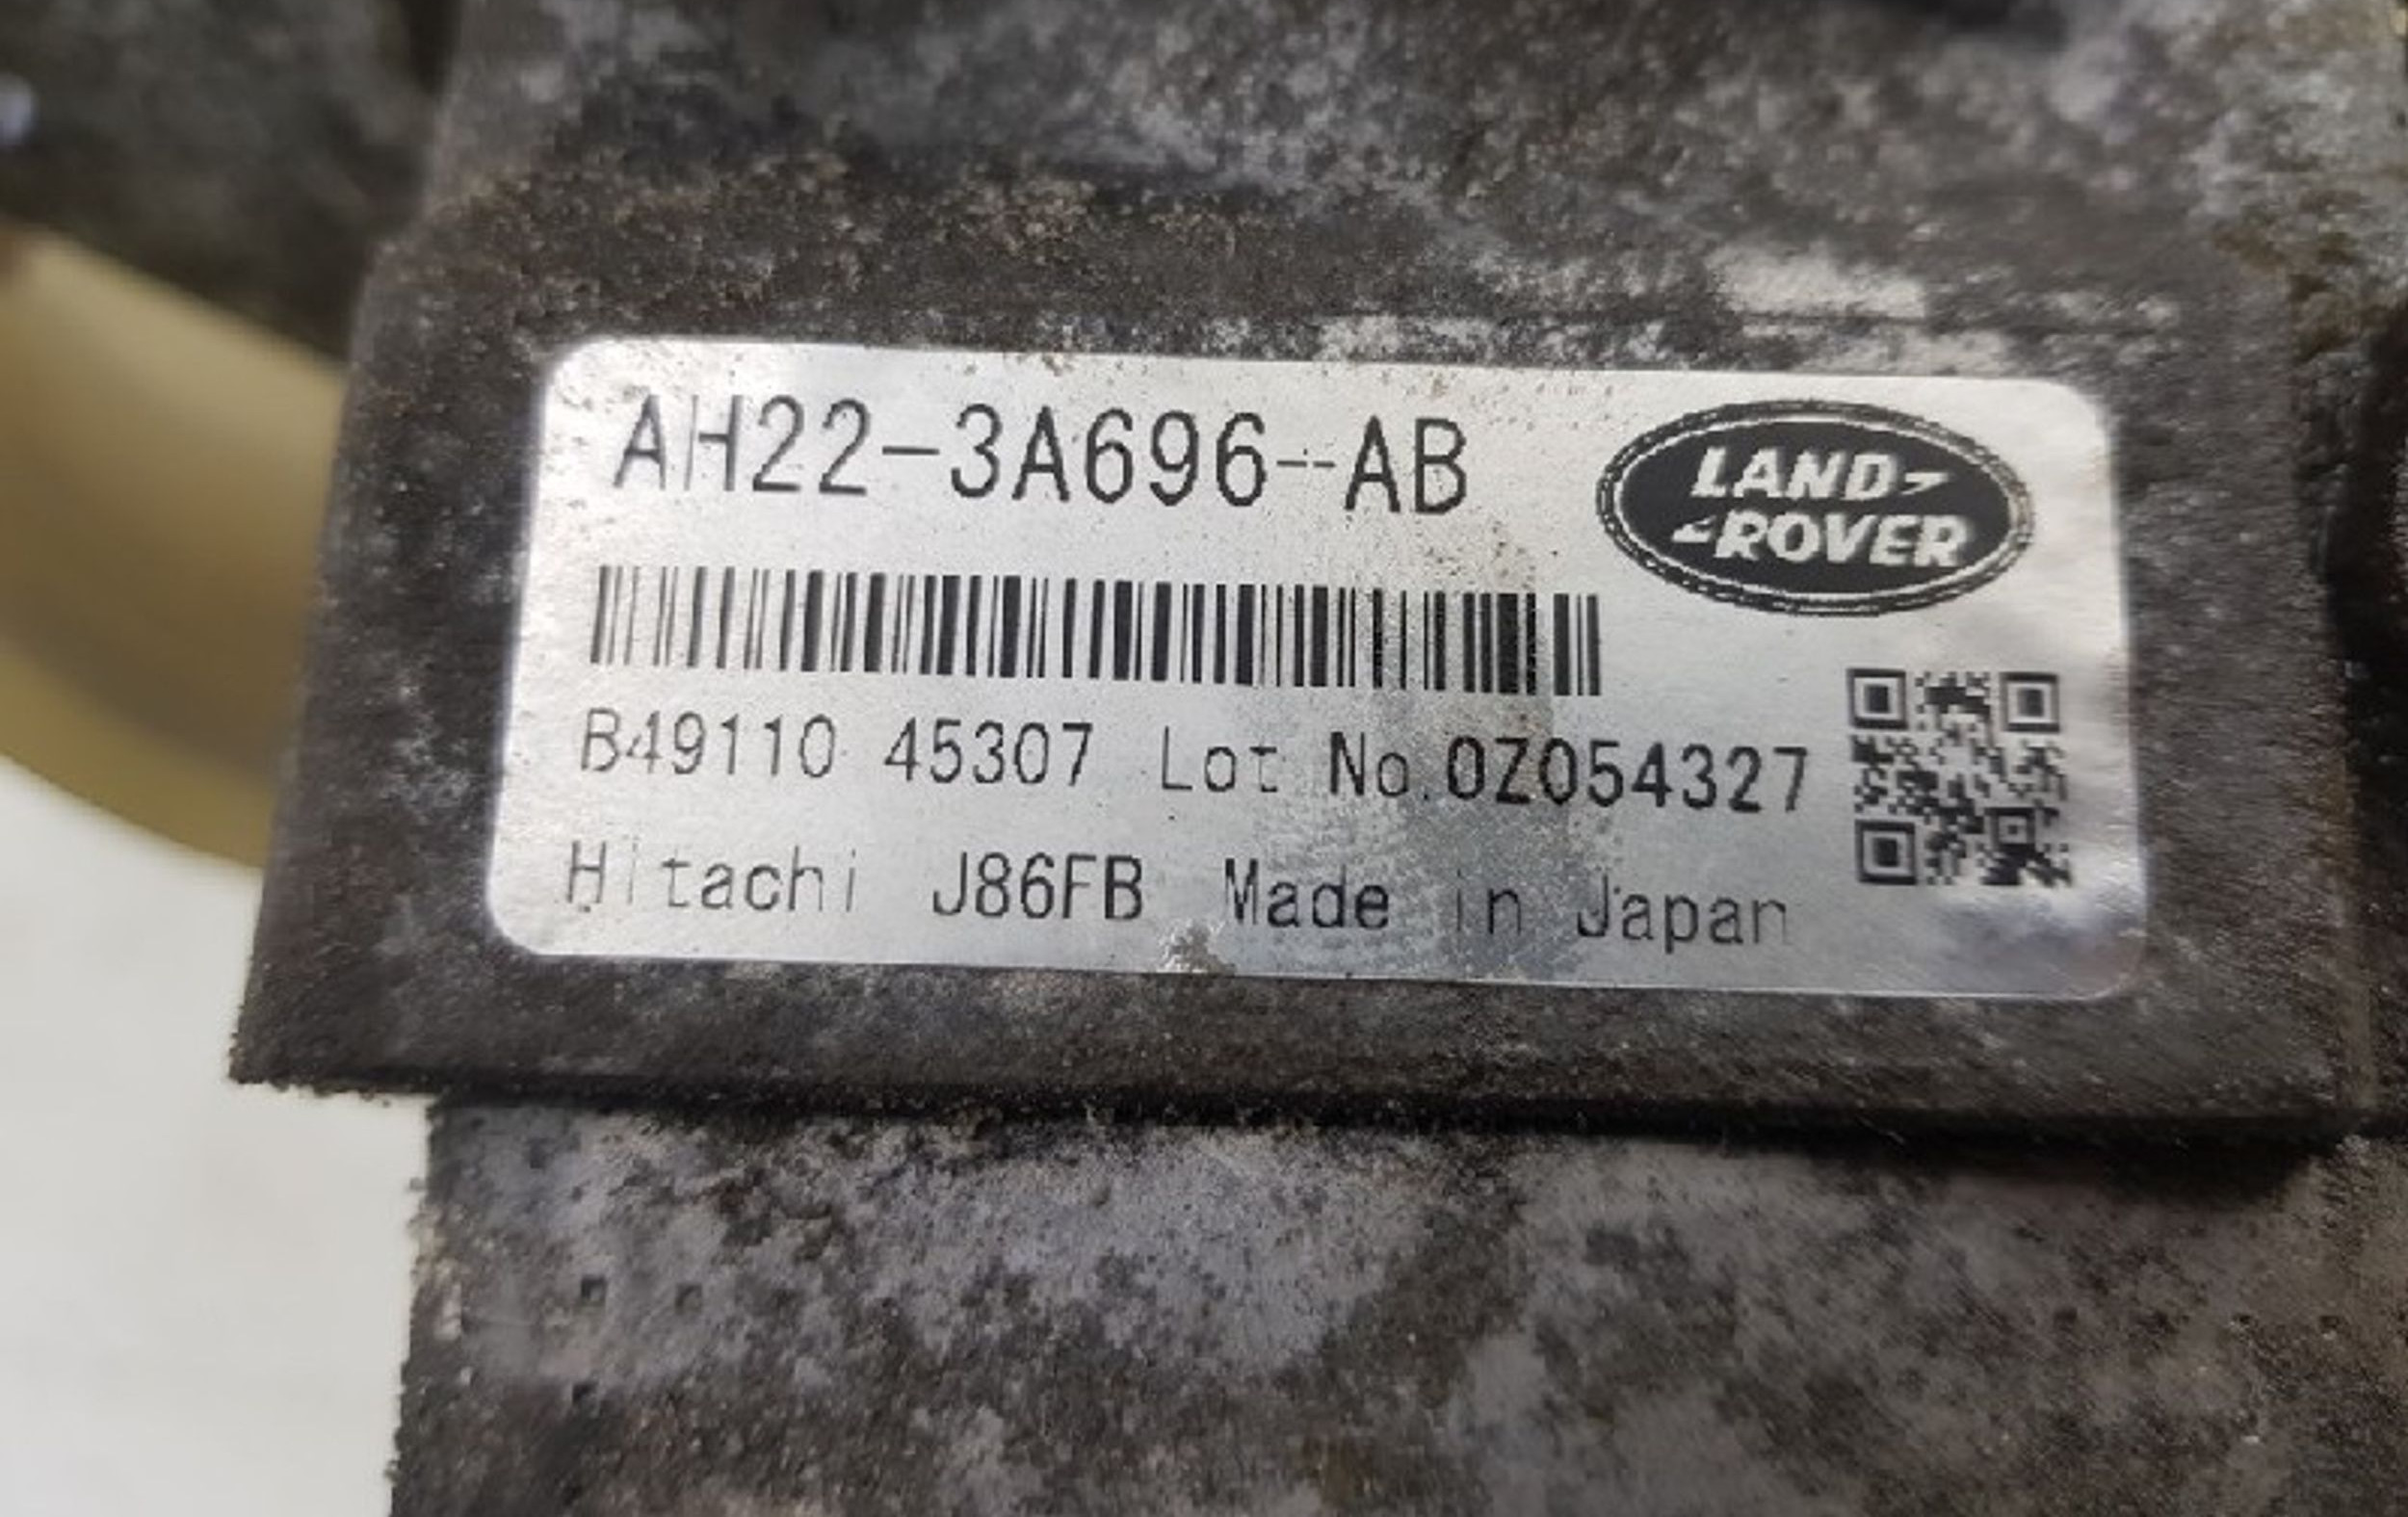 AH22-3A696-AB
LAND-
-ROVER
B49110 45307 Lot No.0Z054327
Hitachi J86FB Made in Japan